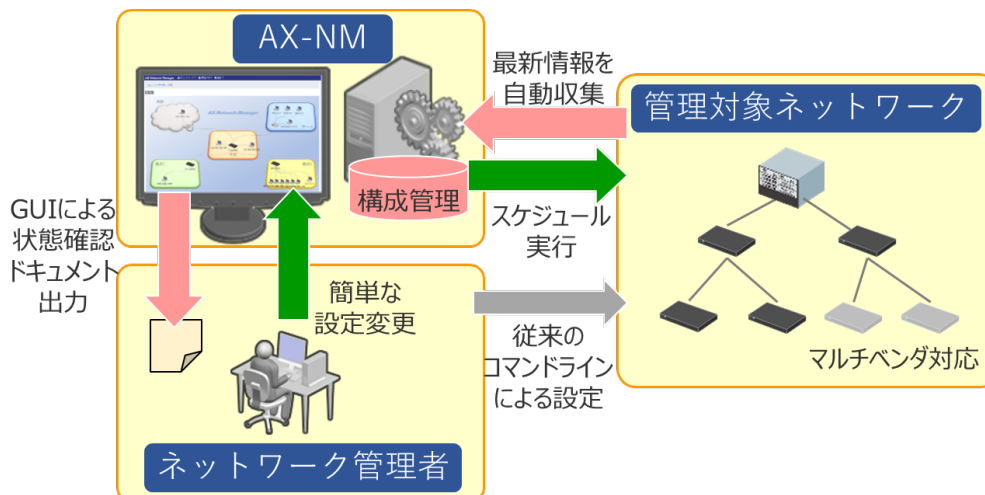 AX-NM
最新情報を
自動収集
管理対象ネットワーク
構成管理
スケジュール
実行
GUIによる
状態確認
ドキュメント
出力
簡単な
設定変更
従来の
コマンドライン
による設定
マルチベンダ対応
ネットワーク管理者